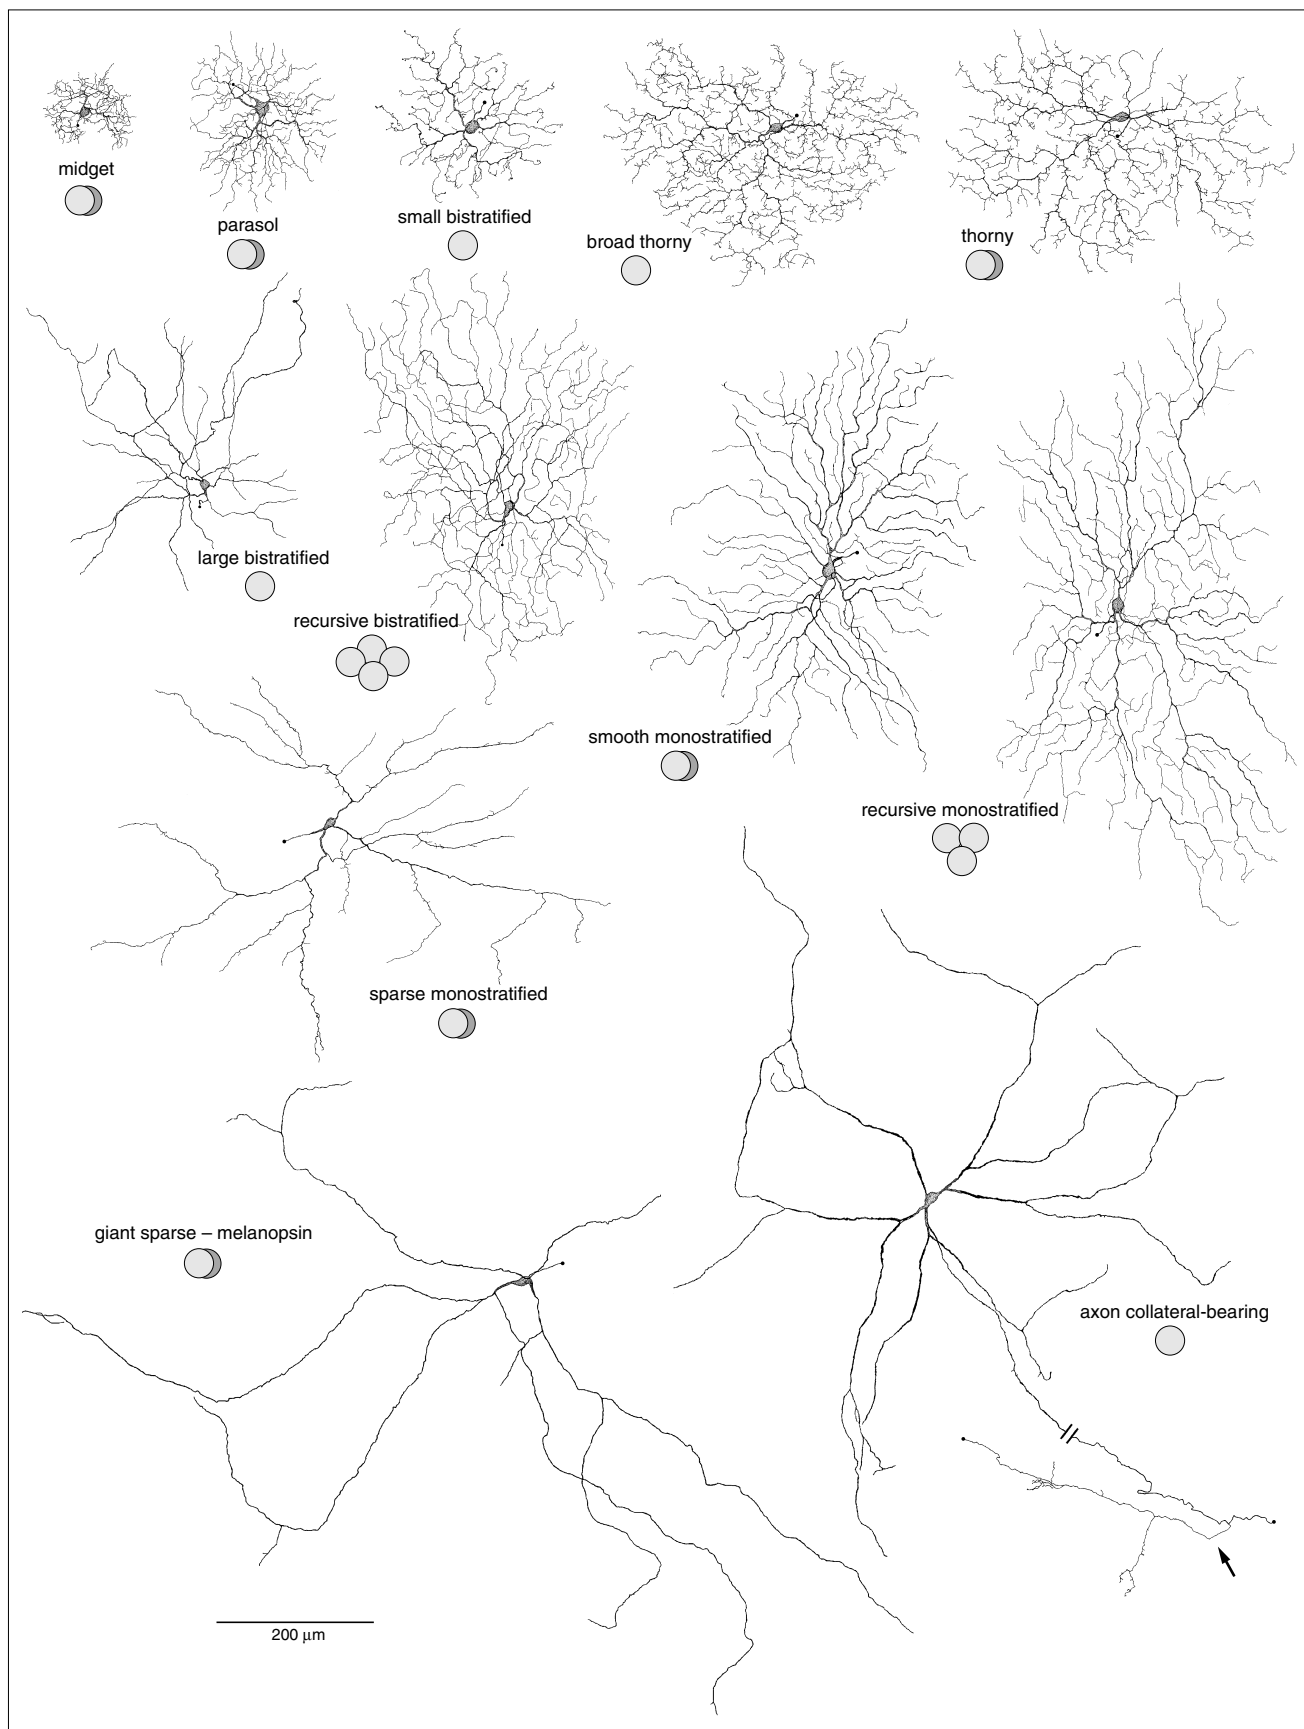 midget
parasol
small bistratified
broad thorny
thorny
large bistratified
recursive bistratified
smooth monostratified
recursive monostratified
sparse monostratified
giant sparse – melanopsin
axon collateral-bearing
200 μm